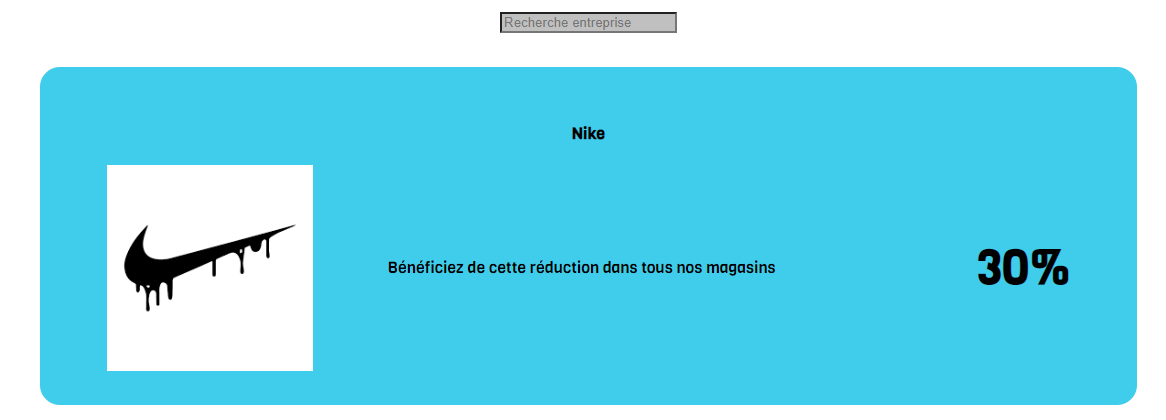 Recherche entreprise
Nike
Bénéficiez de cette réduction dans tous nos magasins
30%